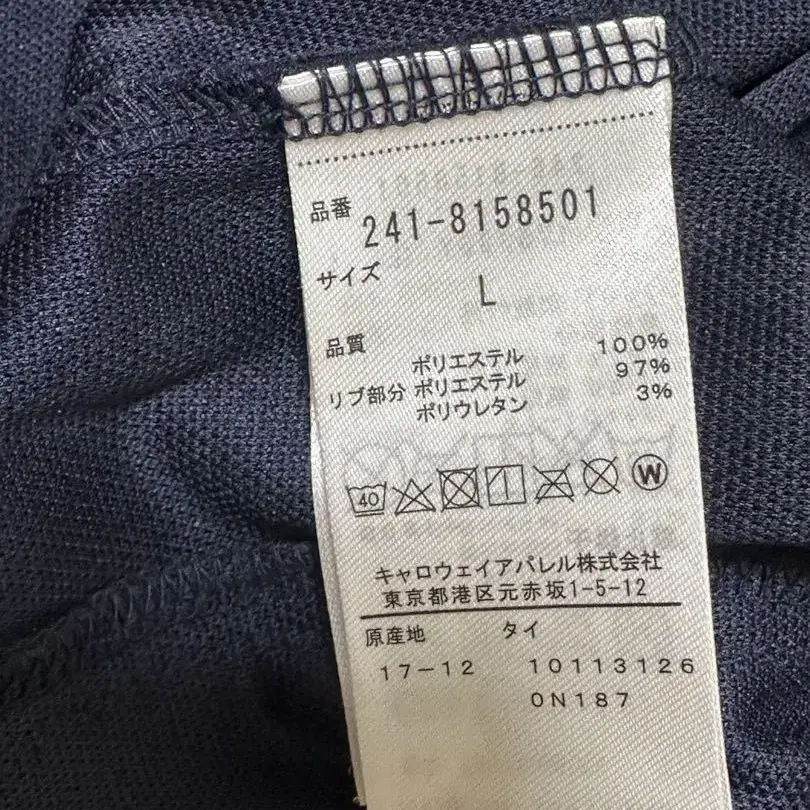 品番
241-8158501
サイズ
L
品質
ポリエステル 100%
リブ部分 ポリエステル 97%
ポリウレタン 3%
40 W
キャロウェイアパレル株式会社
東京都港区元赤坂1-5-12
原産地 タイ
17-12 10113126
0N187